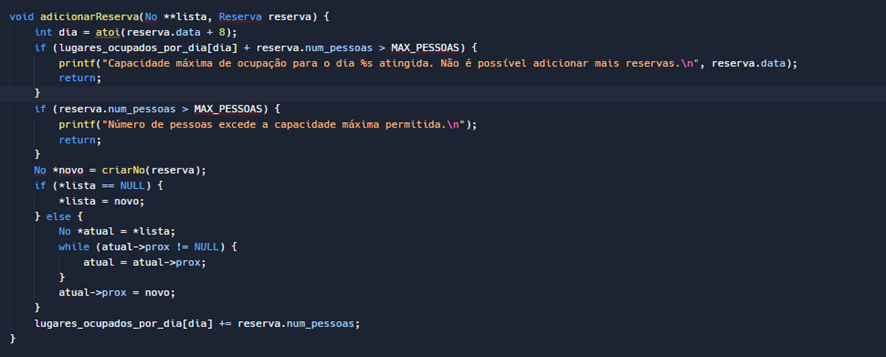 void adicionarReserva(No **lista, Reserva reserva) {
    int dia = atoi(reserva.data + 8);
    if (lugares_ocupados_por_dia[dia] + reserva.num_pessoas > MAX_PESSOAS) {
        printf("Capacidade máxima de ocupação para o dia %s atingida. Não é possível adicionar mais reservas.\n", reserva.data);
        return;
    }
    if (reserva.num_pessoas > MAX_PESSOAS) {
        printf("Número de pessoas excede a capacidade máxima permitida.\n");
        return;
    }
    No *novo = criarNo(reserva);
    if (*lista == NULL) {
        *lista = novo;
    } else {
        No *atual = *lista;
        while (atual->prox != NULL) {
            atual = atual->prox;
        }
        atual->prox = novo;
    }
    lugares_ocupados_por_dia[dia] += reserva.num_pessoas;
}